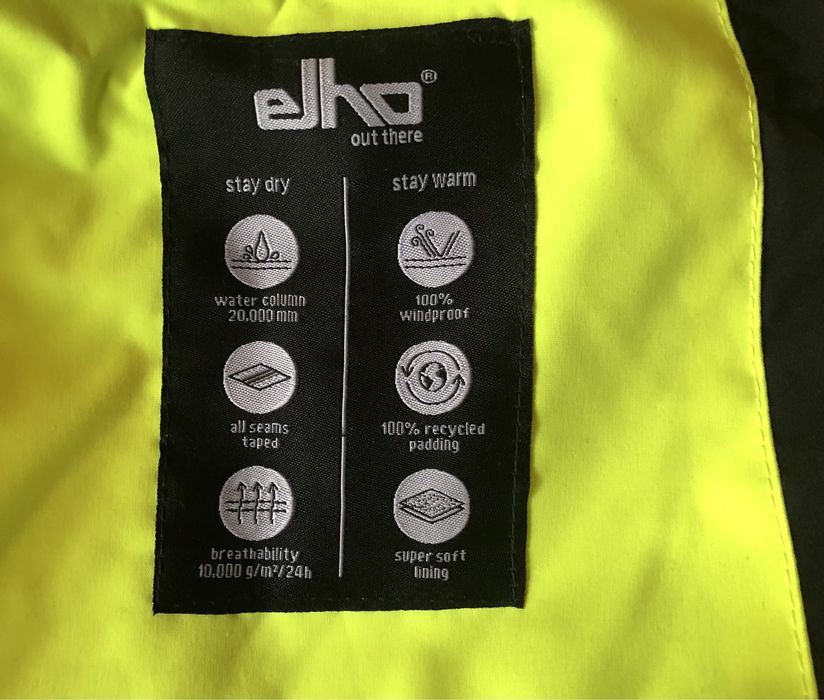 elho®
out there
stay dry
water column
20.000 mm
all seams
taped
breathability
10.000 g/m²/24h
stay warm
100%
windproof
100% recycled
padding
super soft
lining